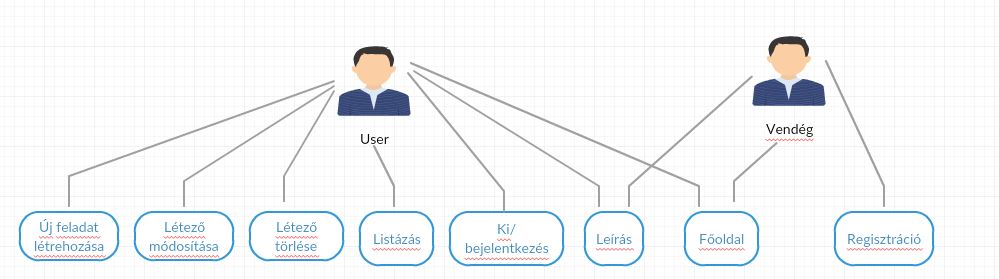 User
Vendég
Új feladat
létrehozása
Létező
módosítása
Létező
törlése
Listázás
Ki/
bejelentkezés
Leírás
Főoldal
Regisztráció